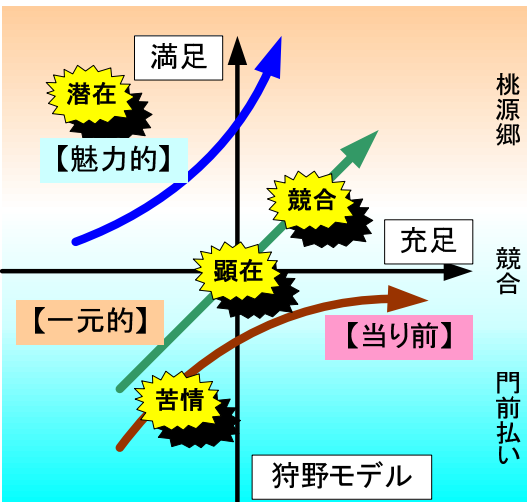 満足
潜在
桃源郷
【魅力的】
競合
充足
顕在
競合
【一元的】
【当り前】
苦情
門前払い
狩野モデル